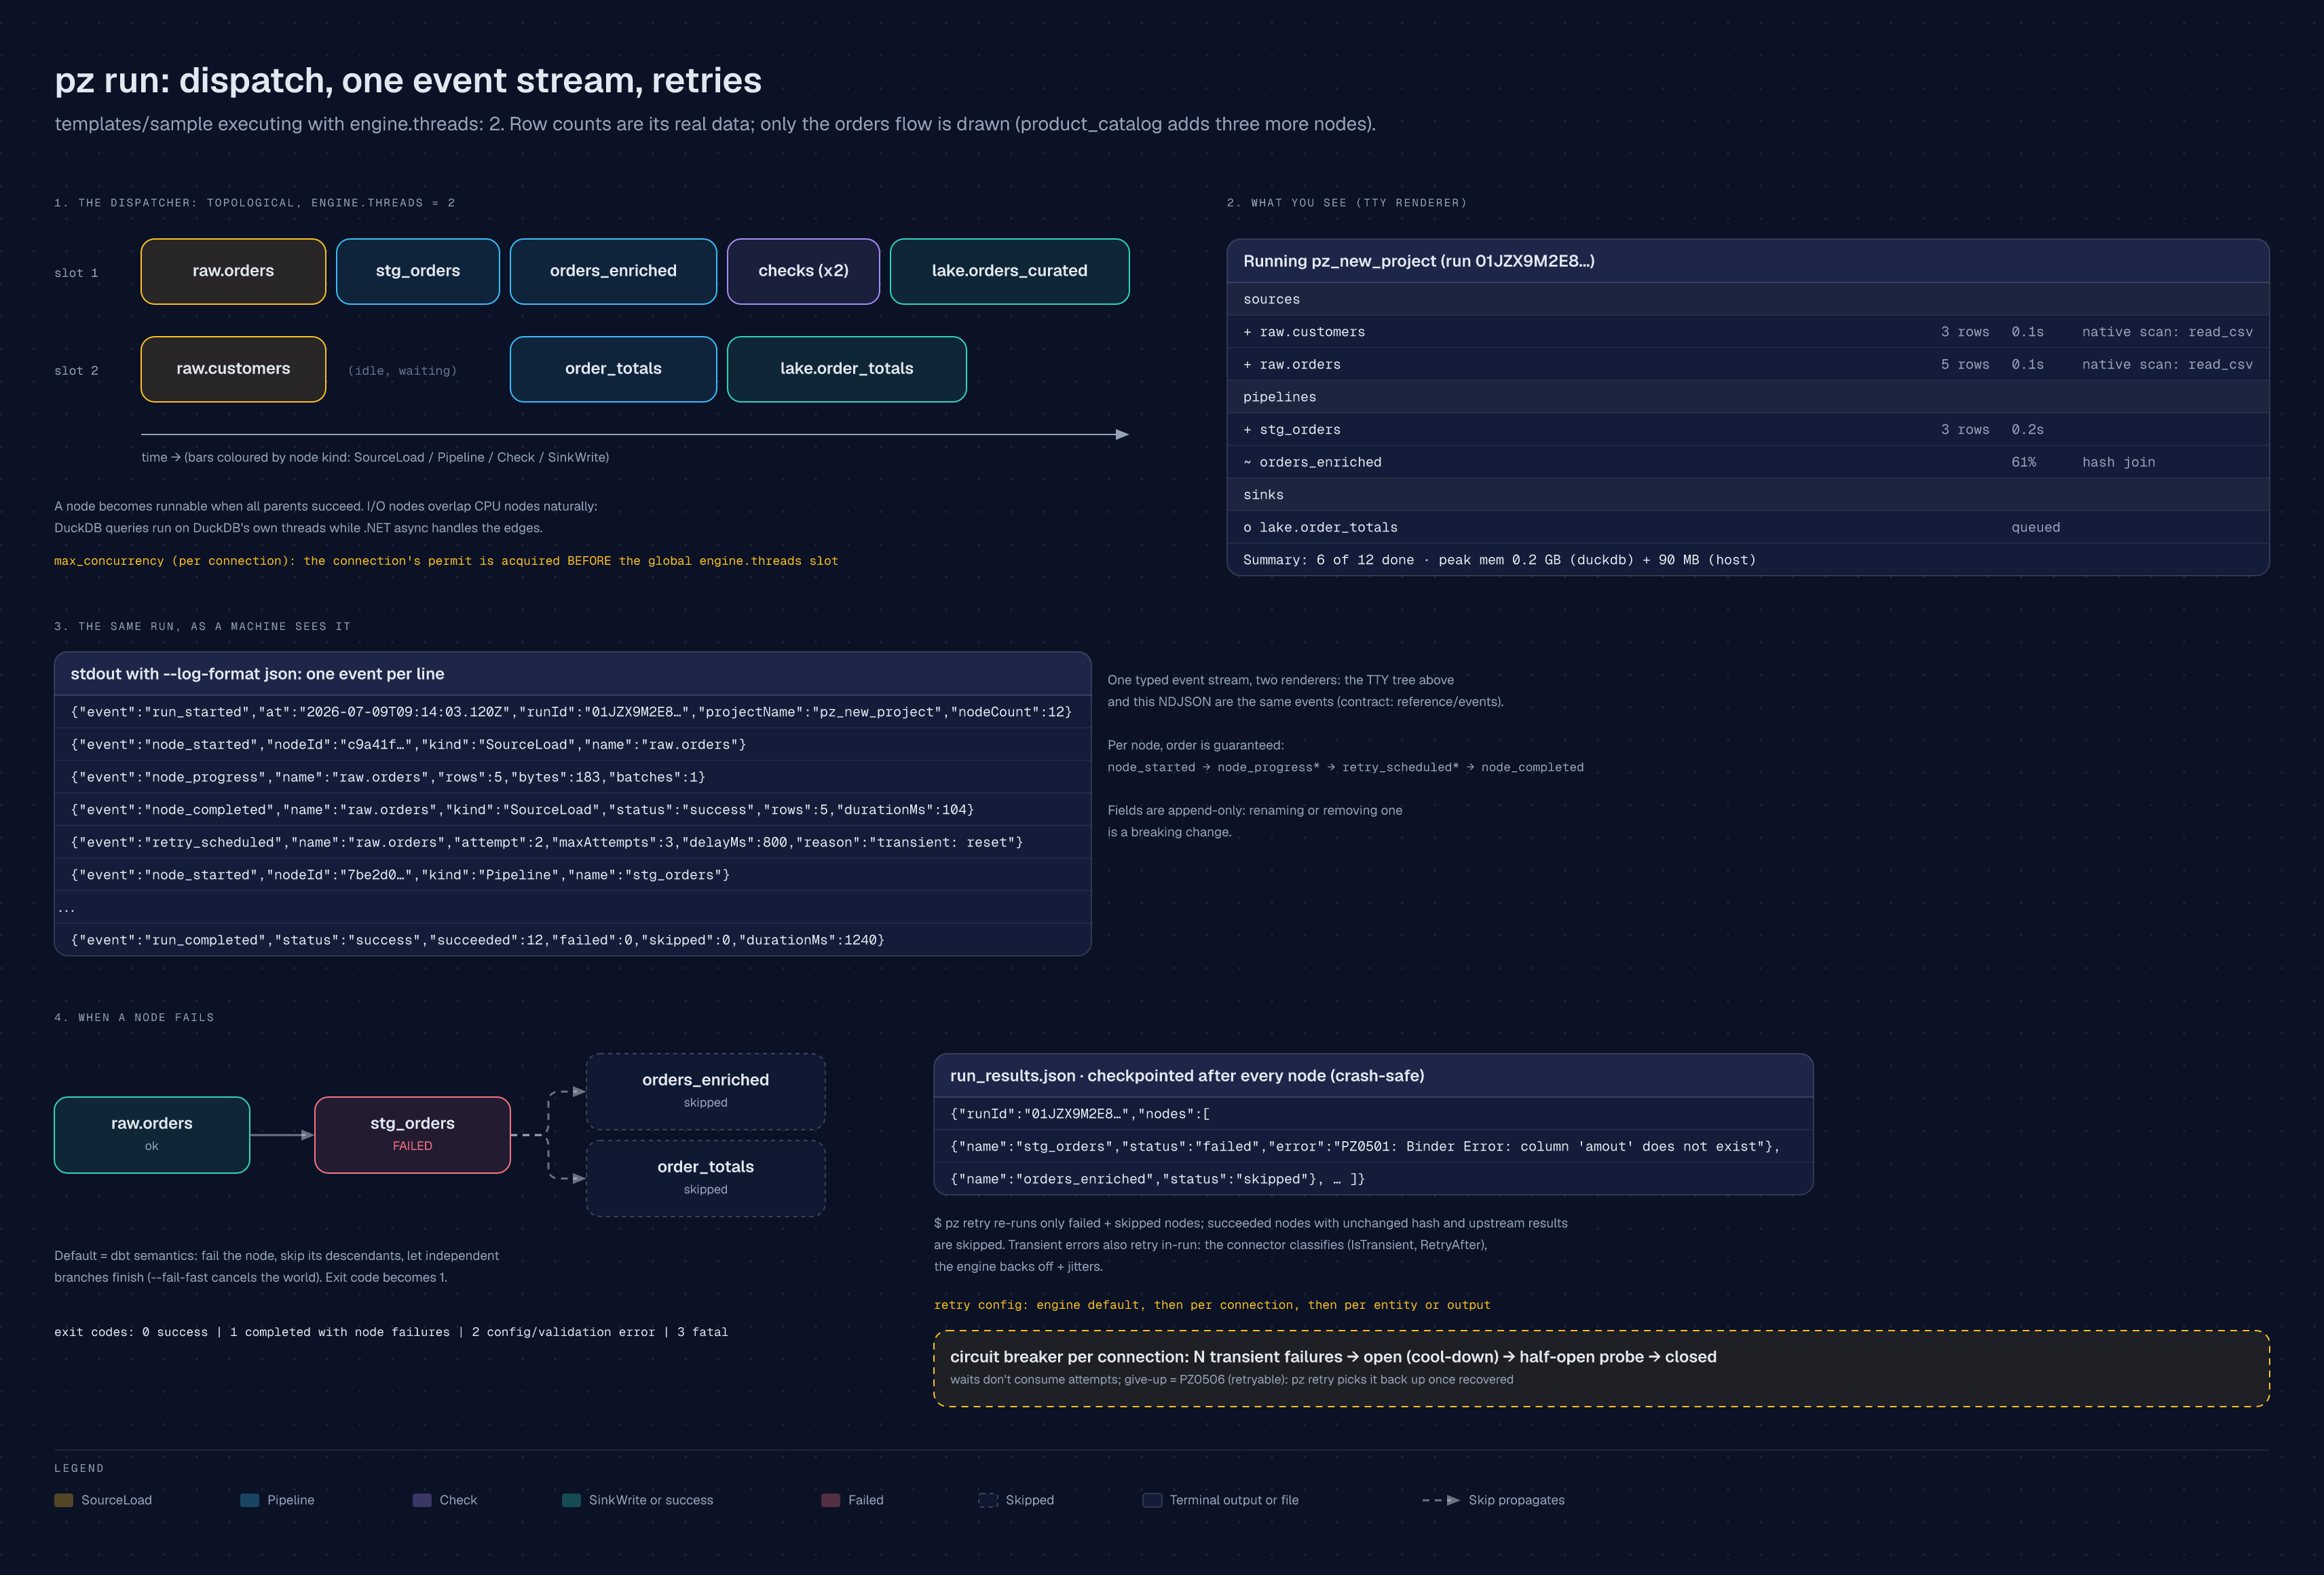 pz run: dispatch, one event stream, retries
templates/sample executing with engine.threads: 2. Row counts are its real data; only the orders flow is drawn (product_catalog adds three more nodes).
1. THE DISPATCHER: TOPOLOGICAL, ENGINE.THREADS = 2
slot 1
raw.orders
stg_orders
orders_enriched
checks (x2)
lake.orders_curated
slot 2
raw.customers
(idle, waiting)
order_totals
lake.order_totals
time → (bars coloured by node kind: SourceLoad / Pipeline / Check / SinkWrite)
A node becomes runnable when all parents succeed. I/O nodes overlap CPU nodes naturally:
DuckDB queries run on DuckDB's own threads while .NET async handles the edges.
max_concurrency (per connection): the connection's permit is acquired BEFORE the global engine.threads slot
2. WHAT YOU SEE (TTY RENDERER)
Running pz_new_project (run 01JZX9M2E8…)
sources
+ raw.customers 3 rows 0.1s native scan: read_csv
+ raw.orders 5 rows 0.1s native scan: read_csv
pipelines
+ stg_orders 3 rows 0.2s
~ orders_enriched 61% hash join
sinks
o lake.order_totals queued
Summary: 6 of 12 done · peak mem 0.2 GB (duckdb) + 90 MB (host)
3. THE SAME RUN, AS A MACHINE SEES IT
stdout with --log-format json: one event per line
{"event":"run_started","at":"2026-07-09T09:14:03.120Z","runId":"01JZX9M2E8…","projectName":"pz_new_project","nodeCount":12}
{"event":"node_started","nodeId":"c9a41f…","kind":"SourceLoad","name":"raw.orders"}
{"event":"node_progress","name":"raw.orders","rows":5,"bytes":183,"batches":1}
{"event":"node_completed","name":"raw.orders","kind":"SourceLoad","status":"success","rows":5,"durationMs":104}
{"event":"retry_scheduled","name":"raw.orders","attempt":2,"maxAttempts":3,"delayMs":800,"reason":"transient: reset"}
{"event":"node_started","nodeId":"7be2d0…","kind":"Pipeline","name":"stg_orders"}
...
{"event":"run_completed","status":"success","succeeded":12,"failed":0,"skipped":0,"durationMs":1240}
One typed event stream, two renderers: the TTY tree above
and this NDJSON are the same events (contract: reference/events).
Per node, order is guaranteed:
node_started → node_progress* → retry_scheduled* → node_completed
Fields are append-only: renaming or removing one
is a breaking change.
4. WHEN A NODE FAILS
raw.orders
ok
stg_orders
FAILED
orders_enriched
skipped
order_totals
skipped
Default = dbt semantics: fail the node, skip its descendants, let independent
branches finish (--fail-fast cancels the world). Exit code becomes 1.
exit codes: 0 success | 1 completed with node failures | 2 config/validation error | 3 fatal
run_results.json · checkpointed after every node (crash-safe)
{"runId":"01JZX9M2E8…","nodes":[
{"name":"stg_orders","status":"failed","error":"PZ0501: Binder Error: column 'amout' does not exist"},
{"name":"orders_enriched","status":"skipped"}, … ]}
$ pz retry re-runs only failed + skipped nodes; succeeded nodes with unchanged hash and upstream results
are skipped. Transient errors also retry in-run: the connector classifies (IsTransient, RetryAfter),
the engine backs off + jitters.
retry config: engine default, then per connection, then per entity or output
circuit breaker per connection: N transient failures → open (cool-down) → half-open probe → closed
waits don't consume attempts; give-up = PZ0506 (retryable): pz retry picks it back up once recovered
LEGEND
SourceLoad
Pipeline
Check
SinkWrite or success
Failed
Skipped
Terminal output or file
Skip propagates